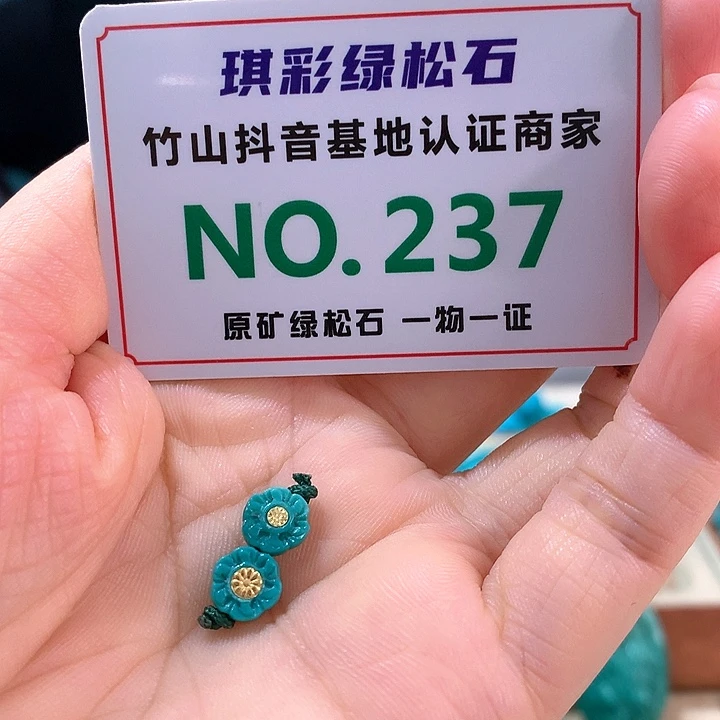 琪彩绿松石
竹山抖音基地认证商家
NO.237
原矿绿松石 一物一证